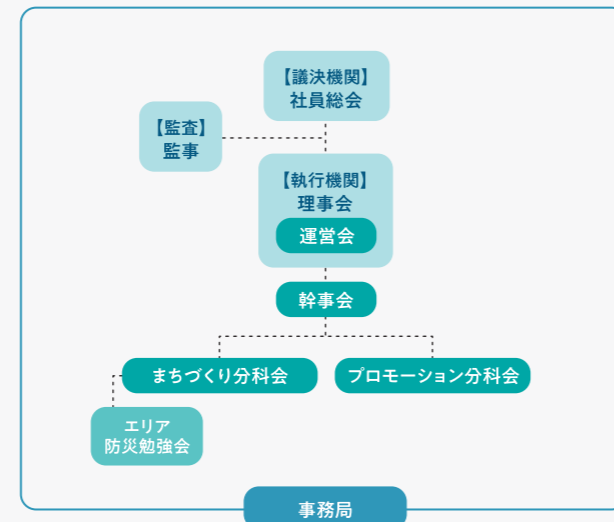 【議決機関】
社員総会
【監査】
監事
【執行機関】
理事会
運営会
幹事会
まちづくり分科会
プロモーション分科会
エリア
防災勉強会
事務局